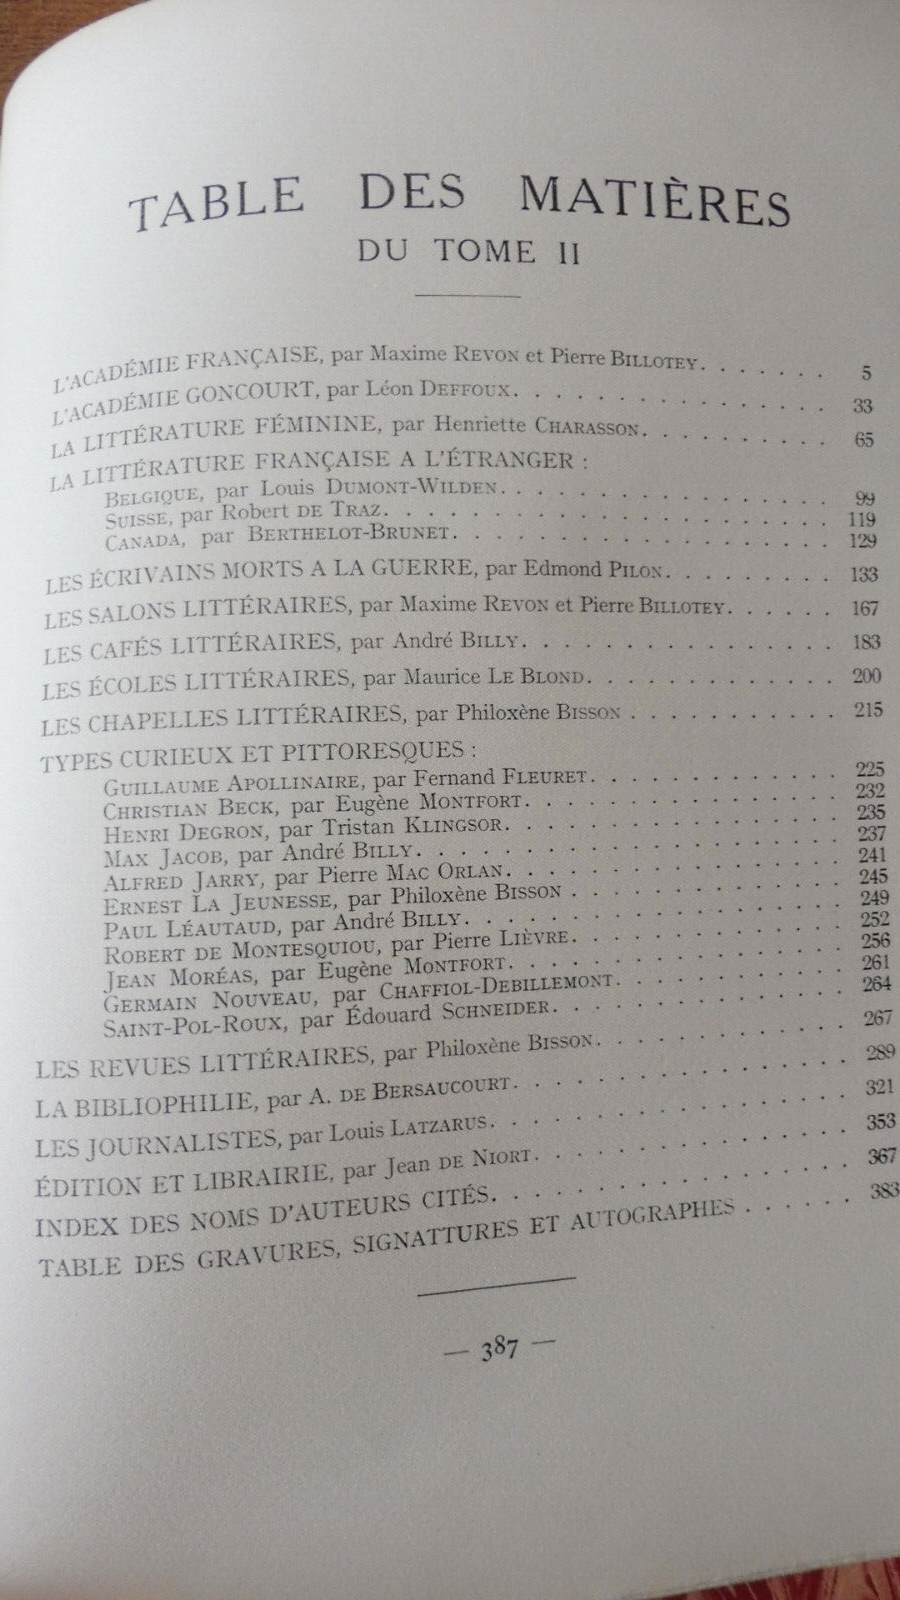 TABLE DES MATIÈRES
DU TOME II
L'ACADÉMIE FRANÇAISE, par Maxime REVON et Pierre BILLOTEY. . . . . . . 5
L'ACADÉMIE GONCOURT, par Léon DEFFOUX. . . . . . . . . . . . . . . . . 33
LA LITTÉRATURE FÉMININE, par Henriette CHARASSON. . . . . . . . . . 65
LA LITTÉRATURE FRANÇAISE A L'ÉTRANGER :
BELGIQUE, par Louis DUMONT-WILDEN. . . . . . . . . . . . . . . . . . 99
SUISSE, par Robert DE TRAZ. . . . . . . . . . . . . . . . . . . . . . . 119
CANADA, par BERTHELOT-BRUNET. . . . . . . . . . . . . . . . . . . . 129
LES ÉCRIVAINS MORTS A LA GUERRE, par Edmond PILON. . . . . . . . . 133
LES SALONS LITTÉRAIRES, par Maxime REVON et Pierre BILLOTEY. . . . . . 167
LES CAFÉS LITTÉRAIRES, par André BILLY. . . . . . . . . . . . . . . . . 183
LES ÉCOLES LITTÉRAIRES, par Maurice LE BLOND. . . . . . . . . . . . . 200
LES CHAPELLES LITTÉRAIRES, par Philoxène BISSON . . . . . . . . . . . 215
TYPES CURIEUX ET PITTORESQUES :
GUILLAUME APOLLINAIRE, par Fernand FLEURET. . . . . . . . . . . . . 225
CHRISTIAN BECK, par Eugène MONTFORT. . . . . . . . . . . . . . . . . 232
HENRI DEGRON, par Tristan KLINGSOR. . . . . . . . . . . . . . . . . . 235
MAX JACOB, par André BILLY. . . . . . . . . . . . . . . . . . . . . . . 237
ALFRED JARRY, par Pierre MAC ORLAN. . . . . . . . . . . . . . . . . . 241
ERNEST LA JEUNESSE, par Philoxène BISSON . . . . . . . . . . . . . . 245
PAUL LÉAUTAUD, par André BILLY. . . . . . . . . . . . . . . . . . . . 249
ROBERT DE MONTESQUIOU, par Pierre LIÈVRE. . . . . . . . . . . . . . 252
JEAN MORÉAS, par Eugène MONTFORT. . . . . . . . . . . . . . . . . . 256
GERMAIN NOUVEAU, par CHAFFIOL-DEBILLEMONT. . . . . . . . . . . . 261
SAINT-POL-ROUX, par Édouard SCHNEIDER. . . . . . . . . . . . . . . 264
LES REVUES LITTÉRAIRES, par Philoxène BISSON. . . . . . . . . . . . . 267
LA BIBLIOPHILIE, par A. DE BERSAUCOURT. . . . . . . . . . . . . . . . . 289
LES JOURNALISTES, par Louis LATZARUS. . . . . . . . . . . . . . . . . . 321
ÉDITION ET LIBRAIRIE, par Jean DE NIORT. . . . . . . . . . . . . . . . 353
INDEX DES NOMS D'AUTEURS CITÉS. . . . . . . . . . . . . . . . . . . 367
TABLE DES GRAVURES, SIGNATTURES ET AUTOGRAPHES . . . . . . 383
— 387 —